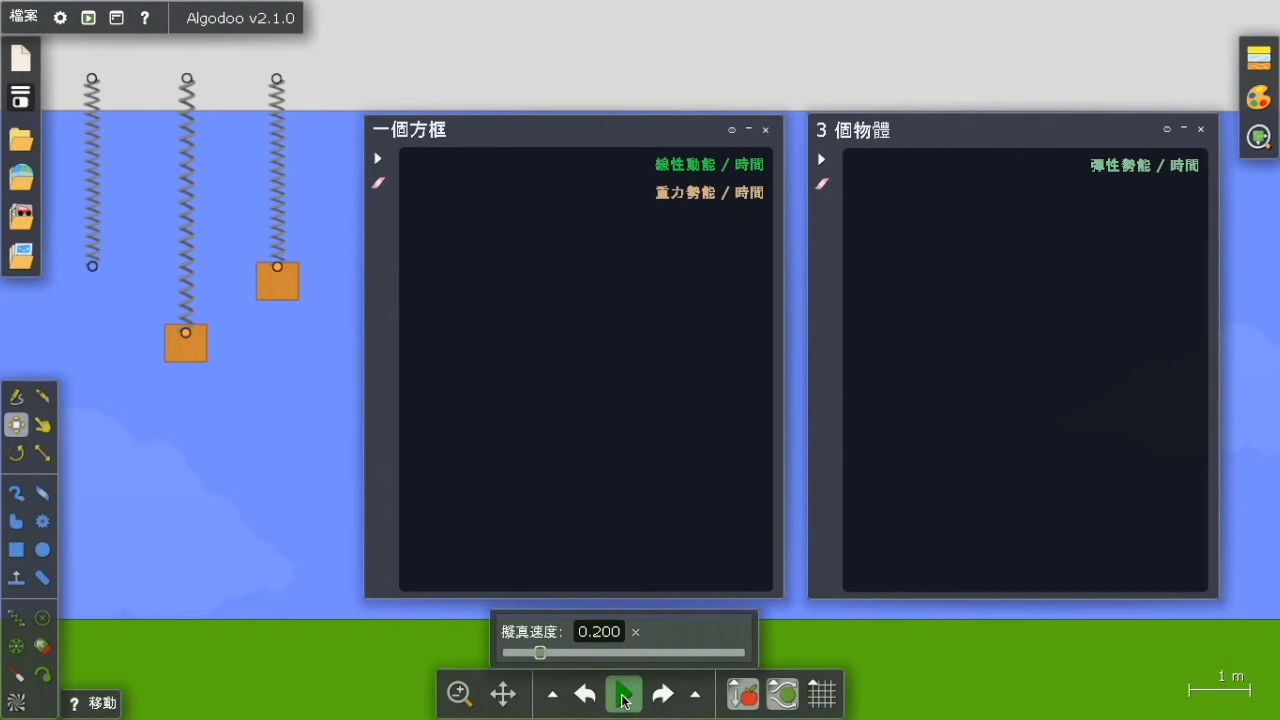 檔案
?
Algodoo v2.1.0
一個方框
線性動能 / 時間
重力勢能 / 時間
3 個物體
彈性勢能 / 時間
擬真速度: 0.200 ×
? 移動
1 m